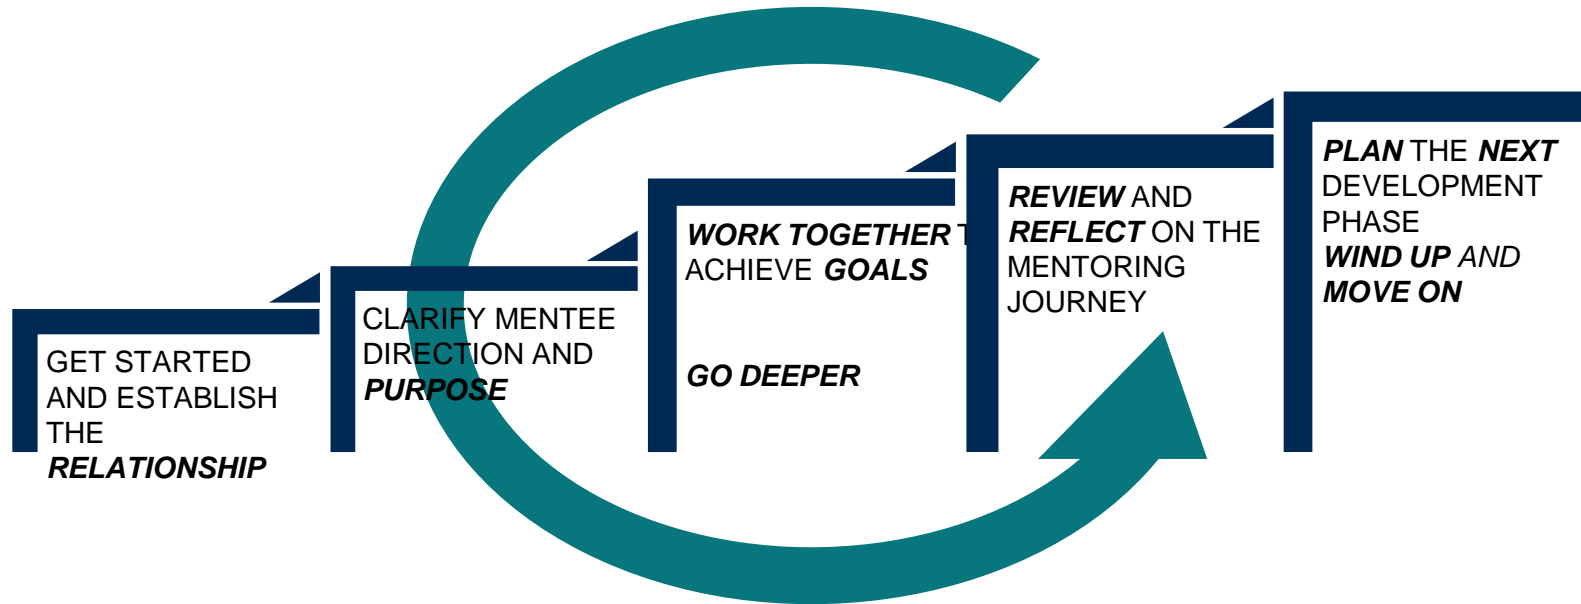 GET STARTED
AND ESTABLISH
THE
RELATIONSHIP
CLARIFY MENTEE
DIRECTION AND
PURPOSE
WORK TOGETHER
ACHIEVE GOALS
GO DEEPER
REVIEW AND
REFLECT ON THE
MENTORING
JOURNEY
PLAN THE NEXT
DEVELOPMENT
PHASE
WIND UP AND
MOVE ON